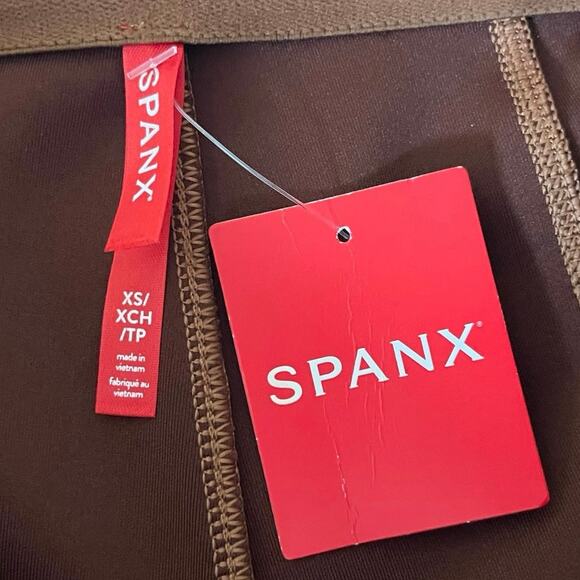 SPANX
XS/
XCH
/TP
made in
vietnam
fabriqué au
vietnam
SPANX®